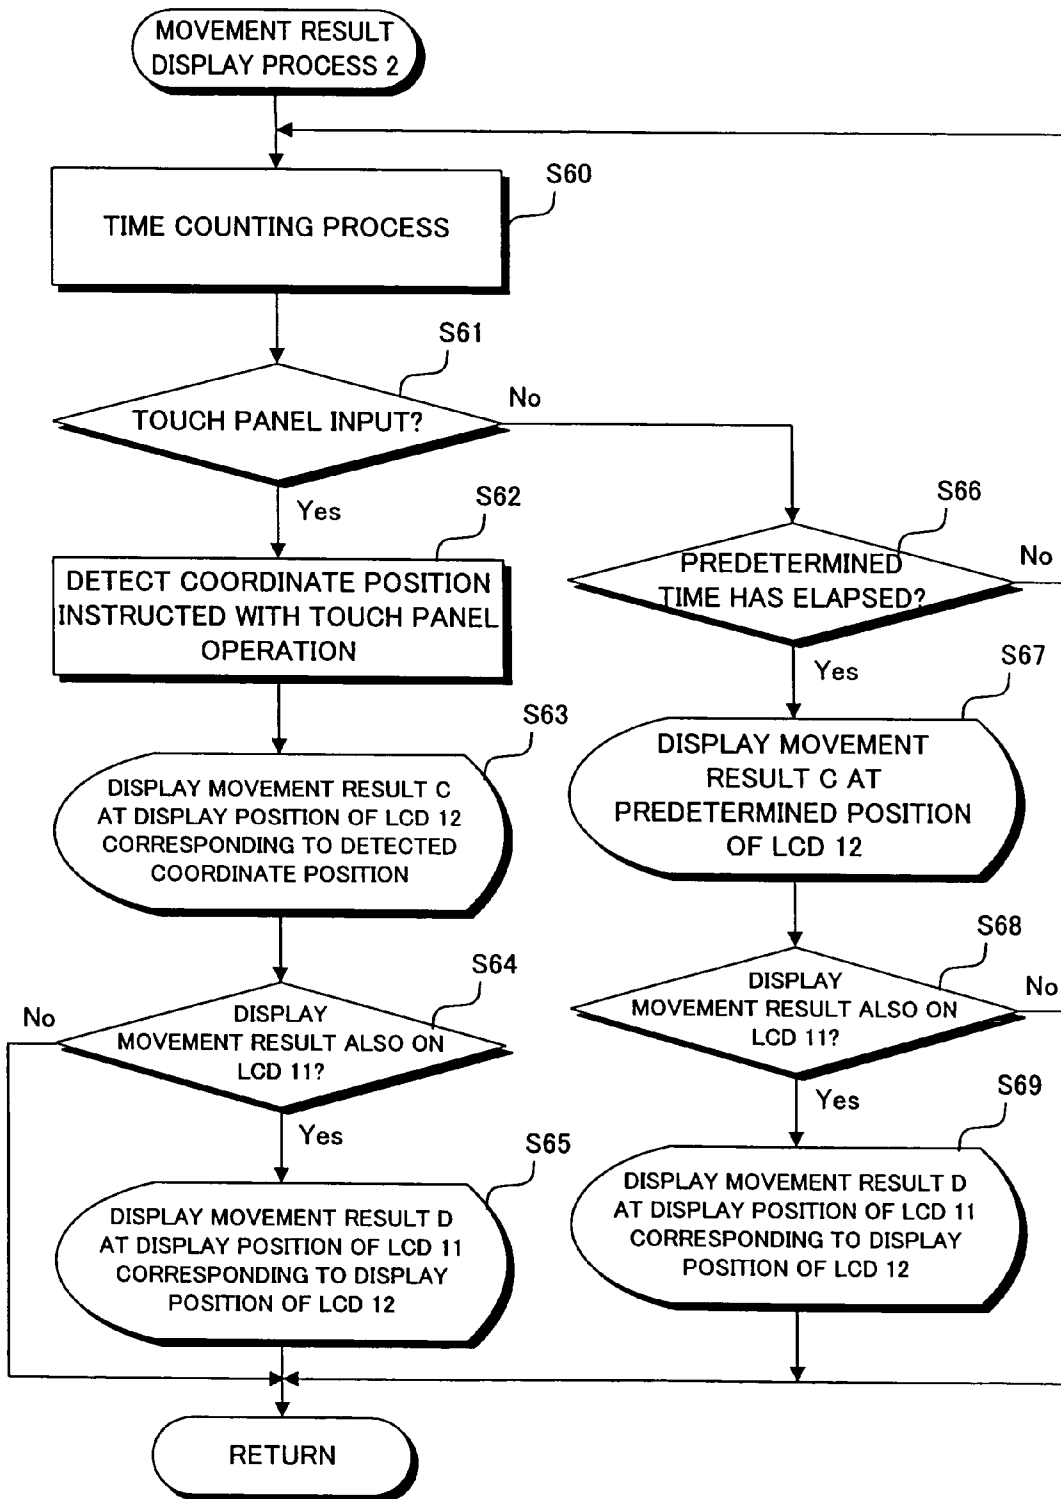 MOVEMENT RESULT
DISPLAY PROCESS 2
S60
TIME COUNTING PROCESS
S61
TOUCH PANEL INPUT?
No
Yes
S62
DETECT COORDINATE POSITION
INSTRUCTED WITH TOUCH PANEL
OPERATION
S63
DISPLAY MOVEMENT RESULT C
AT DISPLAY POSITION OF LCD 12
CORRESPONDING TO DETECTED
COORDINATE POSITION
S64
No
DISPLAY
MOVEMENT RESULT ALSO ON
LCD 11?
Yes
S65
DISPLAY MOVEMENT RESULT D
AT DISPLAY POSITION OF LCD 11
CORRESPONDING TO DISPLAY
POSITION OF LCD 12
S66
PREDETERMINED
TIME HAS ELAPSED?
No
Yes
S67
DISPLAY MOVEMENT
RESULT C AT
PREDETERMINED POSITION
OF LCD 12
S68
DISPLAY
MOVEMENT RESULT ALSO ON
LCD 11?
No
Yes
S69
DISPLAY MOVEMENT RESULT D
AT DISPLAY POSITION OF LCD 11
CORRESPONDING TO DISPLAY
POSITION OF LCD 12
RETURN